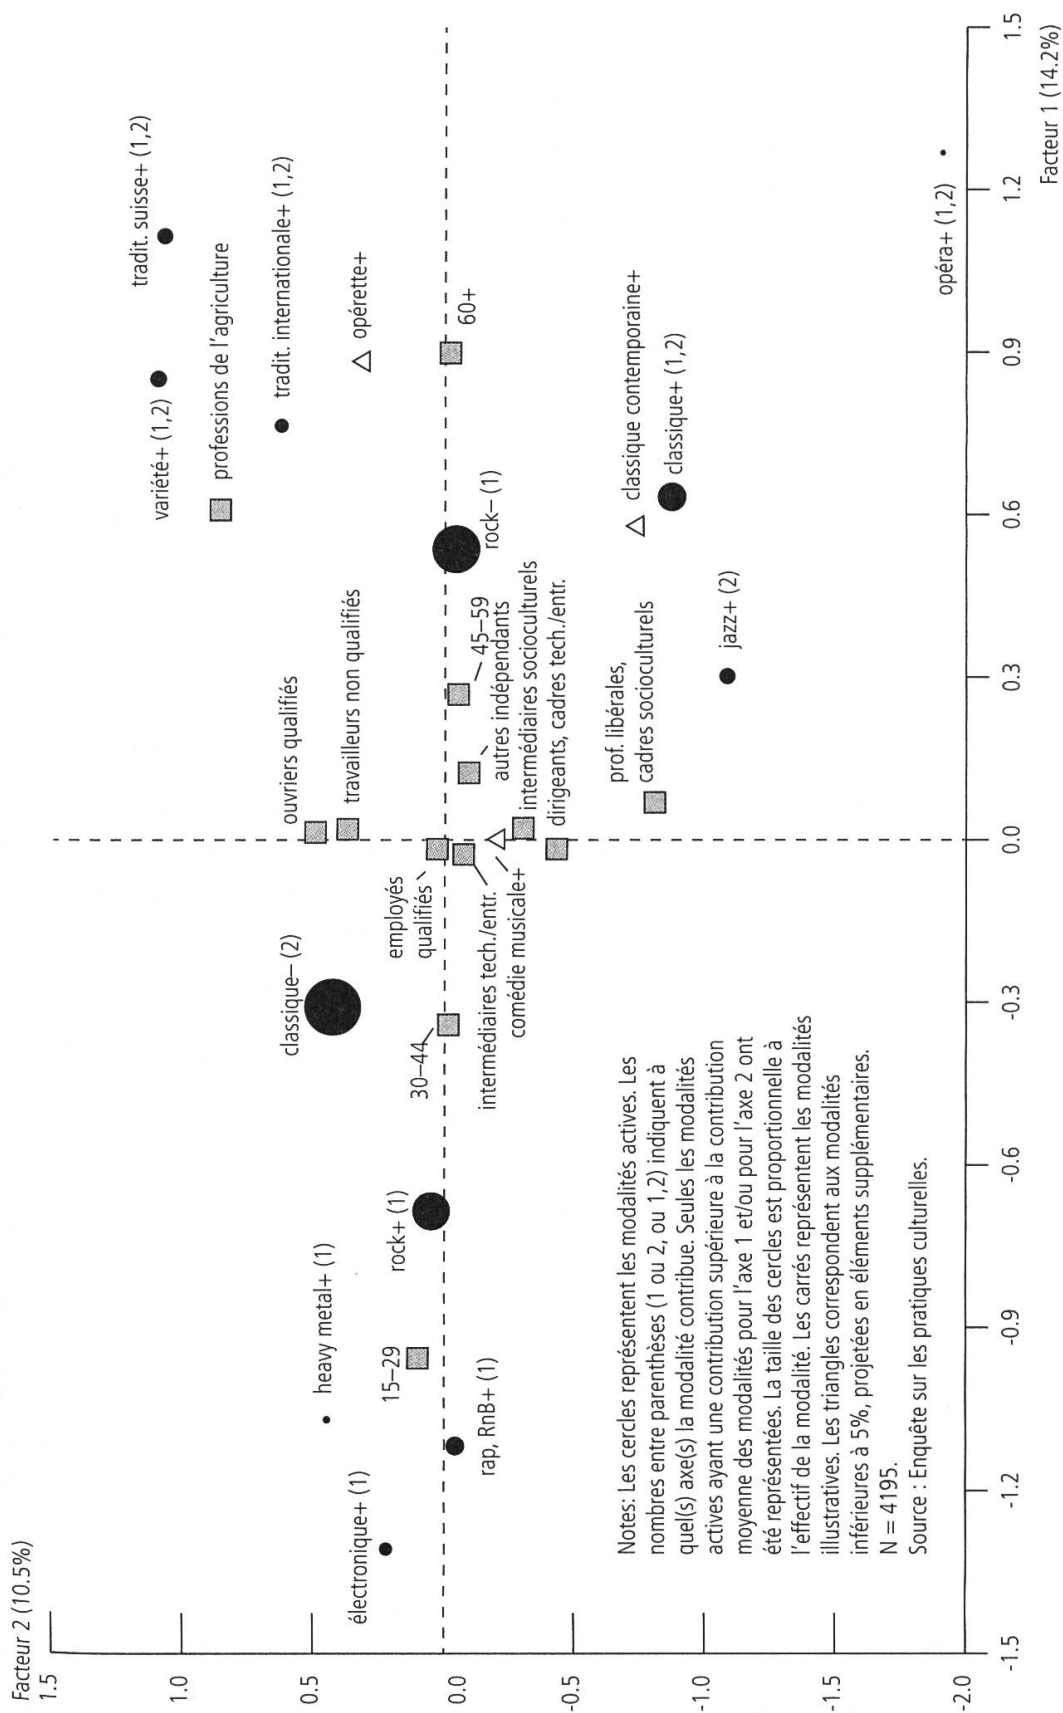 Facteur 2 (10.5%)
1.5
1.0
0.5
0.0
-0.5
-1.0
-1.5
-2.0
électronique+ (1)
heavy metal+ (1)
15–29
rap, RnB+ (1)
rock+ (1)
30–44
classique– (2)
employés
qualifiés
intermédiaires tech./entr.
comédie musicale+
ouvriers qualifiés
travailleurs non qualifiés
45–59
autres indépendants
intermédiaires socioculturels
dirigeants, cadres tech./entr.
prof. libérales,
cadres socioculturels
jazz+ (2)
rock– (1)
variété+ (1,2)
professions de l'agriculture
tradit. suisse+ (1,2)
tradit. internationale+ (1,2)
opérette+
60+
classique contemporaine+
classique+ (1,2)
opéra+ (1,2)
Notes: Les cercles représentent les modalités actives. Les
nombres entre parenthèses (1 ou 2, ou 1,2) indiquent à
quel(s) axe(s) la modalité contribue. Seules les modalités
actives ayant une contribution supérieure à la contribution
moyenne des modalités pour l'axe 1 et/ou pour l'axe 2 ont
été représentées. La taille des cercles est proportionnelle à
l'effectif de la modalité. Les carrés représentent les modalités
illustratives. Les triangles correspondent aux modalités
inférieures à 5%, projetées en éléments supplémentaires.
N = 4195.
Source : Enquête sur les pratiques culturelles.
-1.5
-1.2
-0.9
-0.6
-0.3
0.0
0.3
0.6
0.9
1.2
1.5
Facteur 1 (14.2%)